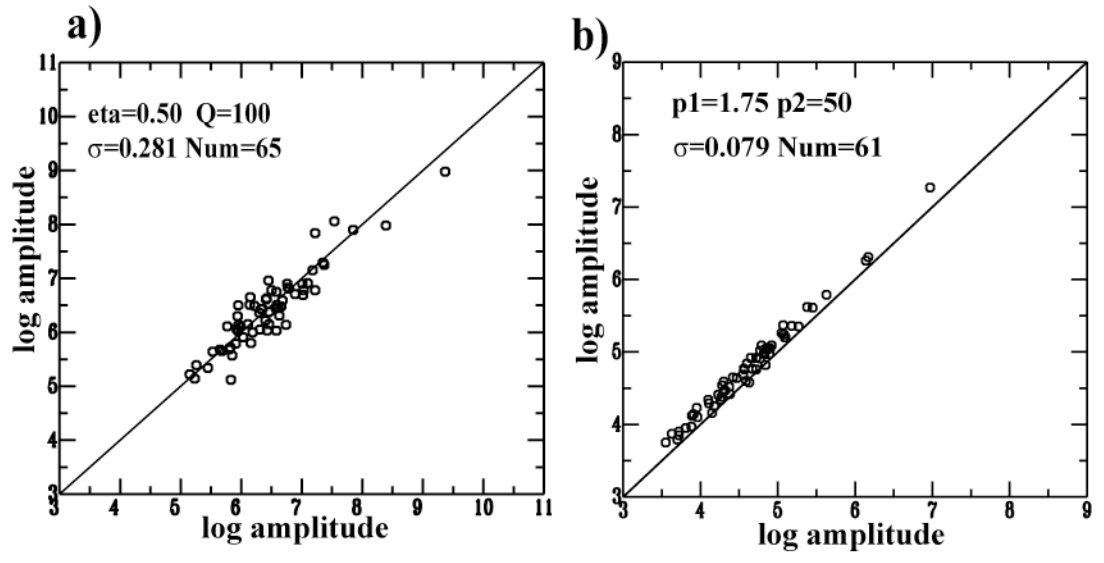 a)
11
10
9
8
7
6
5
4
3
log amplitude
eta=0.50 Q=100
σ=0.281 Num=65
3 4 5 6 7 8 9 10 11
log amplitude
b)
9
8
7
6
5
4
3
log amplitude
p1=1.75 p2=50
σ=0.079 Num=61
3 4 5 6 7 8 9
log amplitude